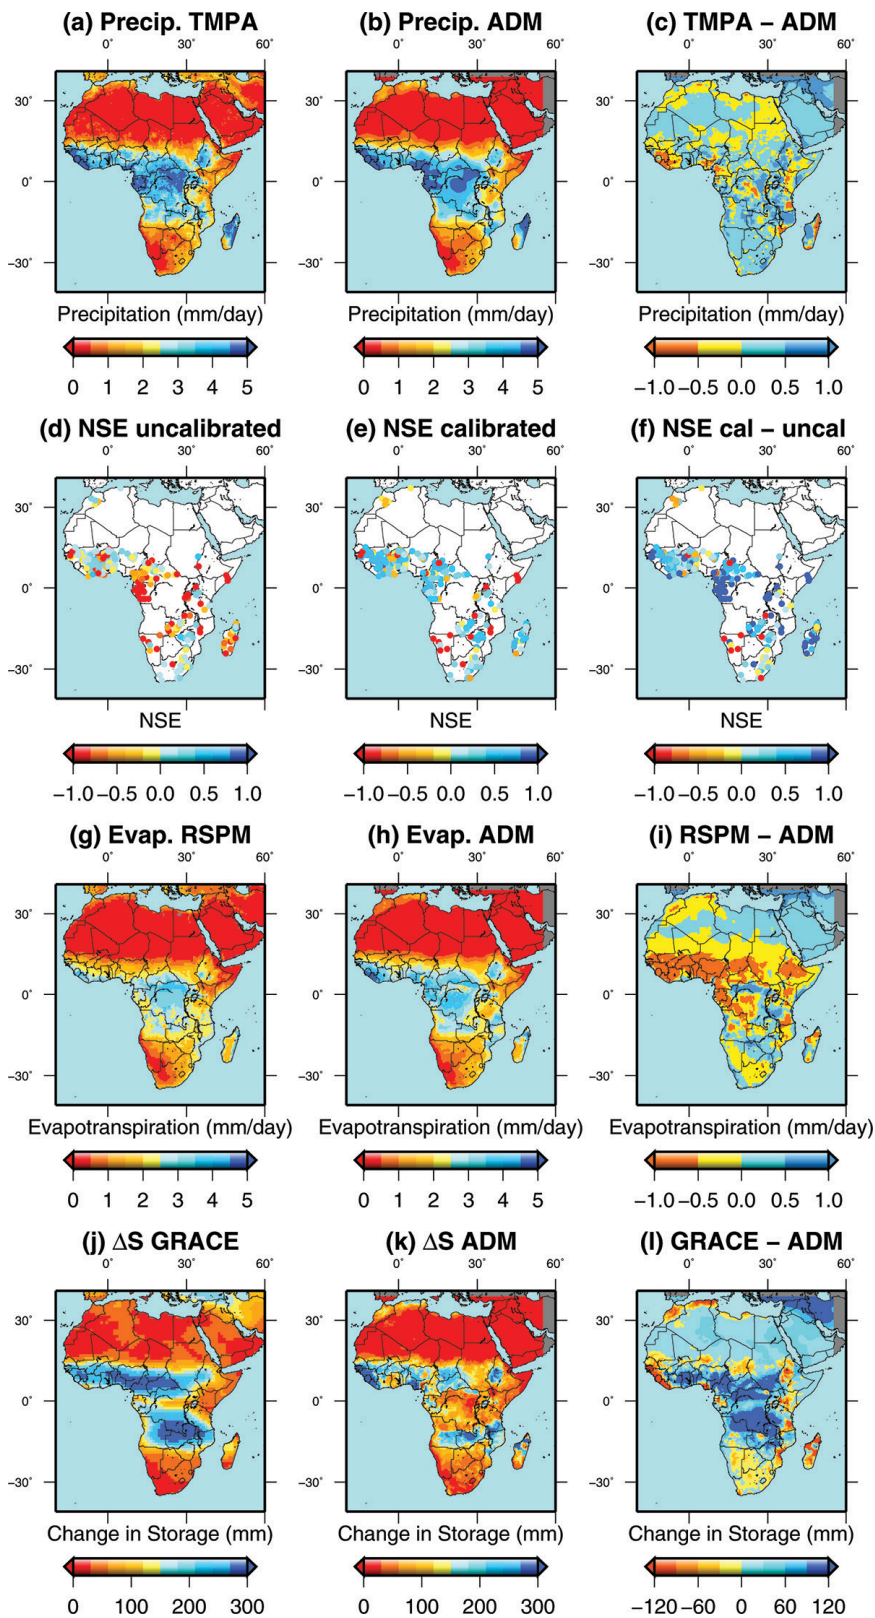 (a) Precip. TMPA (b) Precip. ADM (c) TMPA − ADM
0° 30° 60° 0° 30° 60° 0° 30° 60°
30° 30° 30°
0° 0° 0°
−30° −30° −30°
Precipitation (mm/day) Precipitation (mm/day) Precipitation (mm/day)
0 1 2 3 4 5 0 1 2 3 4 5 −1.0 −0.5 0.0 0.5 1.0
(d) NSE uncalibrated (e) NSE calibrated (f) NSE cal − uncal
0° 30° 60° 0° 30° 60° 0° 30° 60°
30° 30° 30°
0° 0° 0°
−30° −30° −30°
NSE NSE NSE
−1.0 −0.5 0.0 0.5 1.0 −1.0 −0.5 0.0 0.5 1.0 −1.0 −0.5 0.0 0.5 1.0
(g) Evap. RSPM (h) Evap. ADM (i) RSPM − ADM
0° 30° 60° 0° 30° 60° 0° 30° 60°
30° 30° 30°
0° 0° 0°
−30° −30° −30°
Evapotranspiration (mm/day) Evapotranspiration (mm/day) Evapotranspiration (mm/day)
0 1 2 3 4 5 0 1 2 3 4 5 −1.0 −0.5 0.0 0.5 1.0
(j) ΔS GRACE (k) ΔS ADM (l) GRACE − ADM
0° 30° 60° 0° 30° 60° 0° 30° 60°
30° 30° 30°
0° 0° 0°
−30° −30° −30°
Change in Storage (mm) Change in Storage (mm) Change in Storage (mm)
0 100 200 300 0 100 200 300 −120 −60 0 60 120